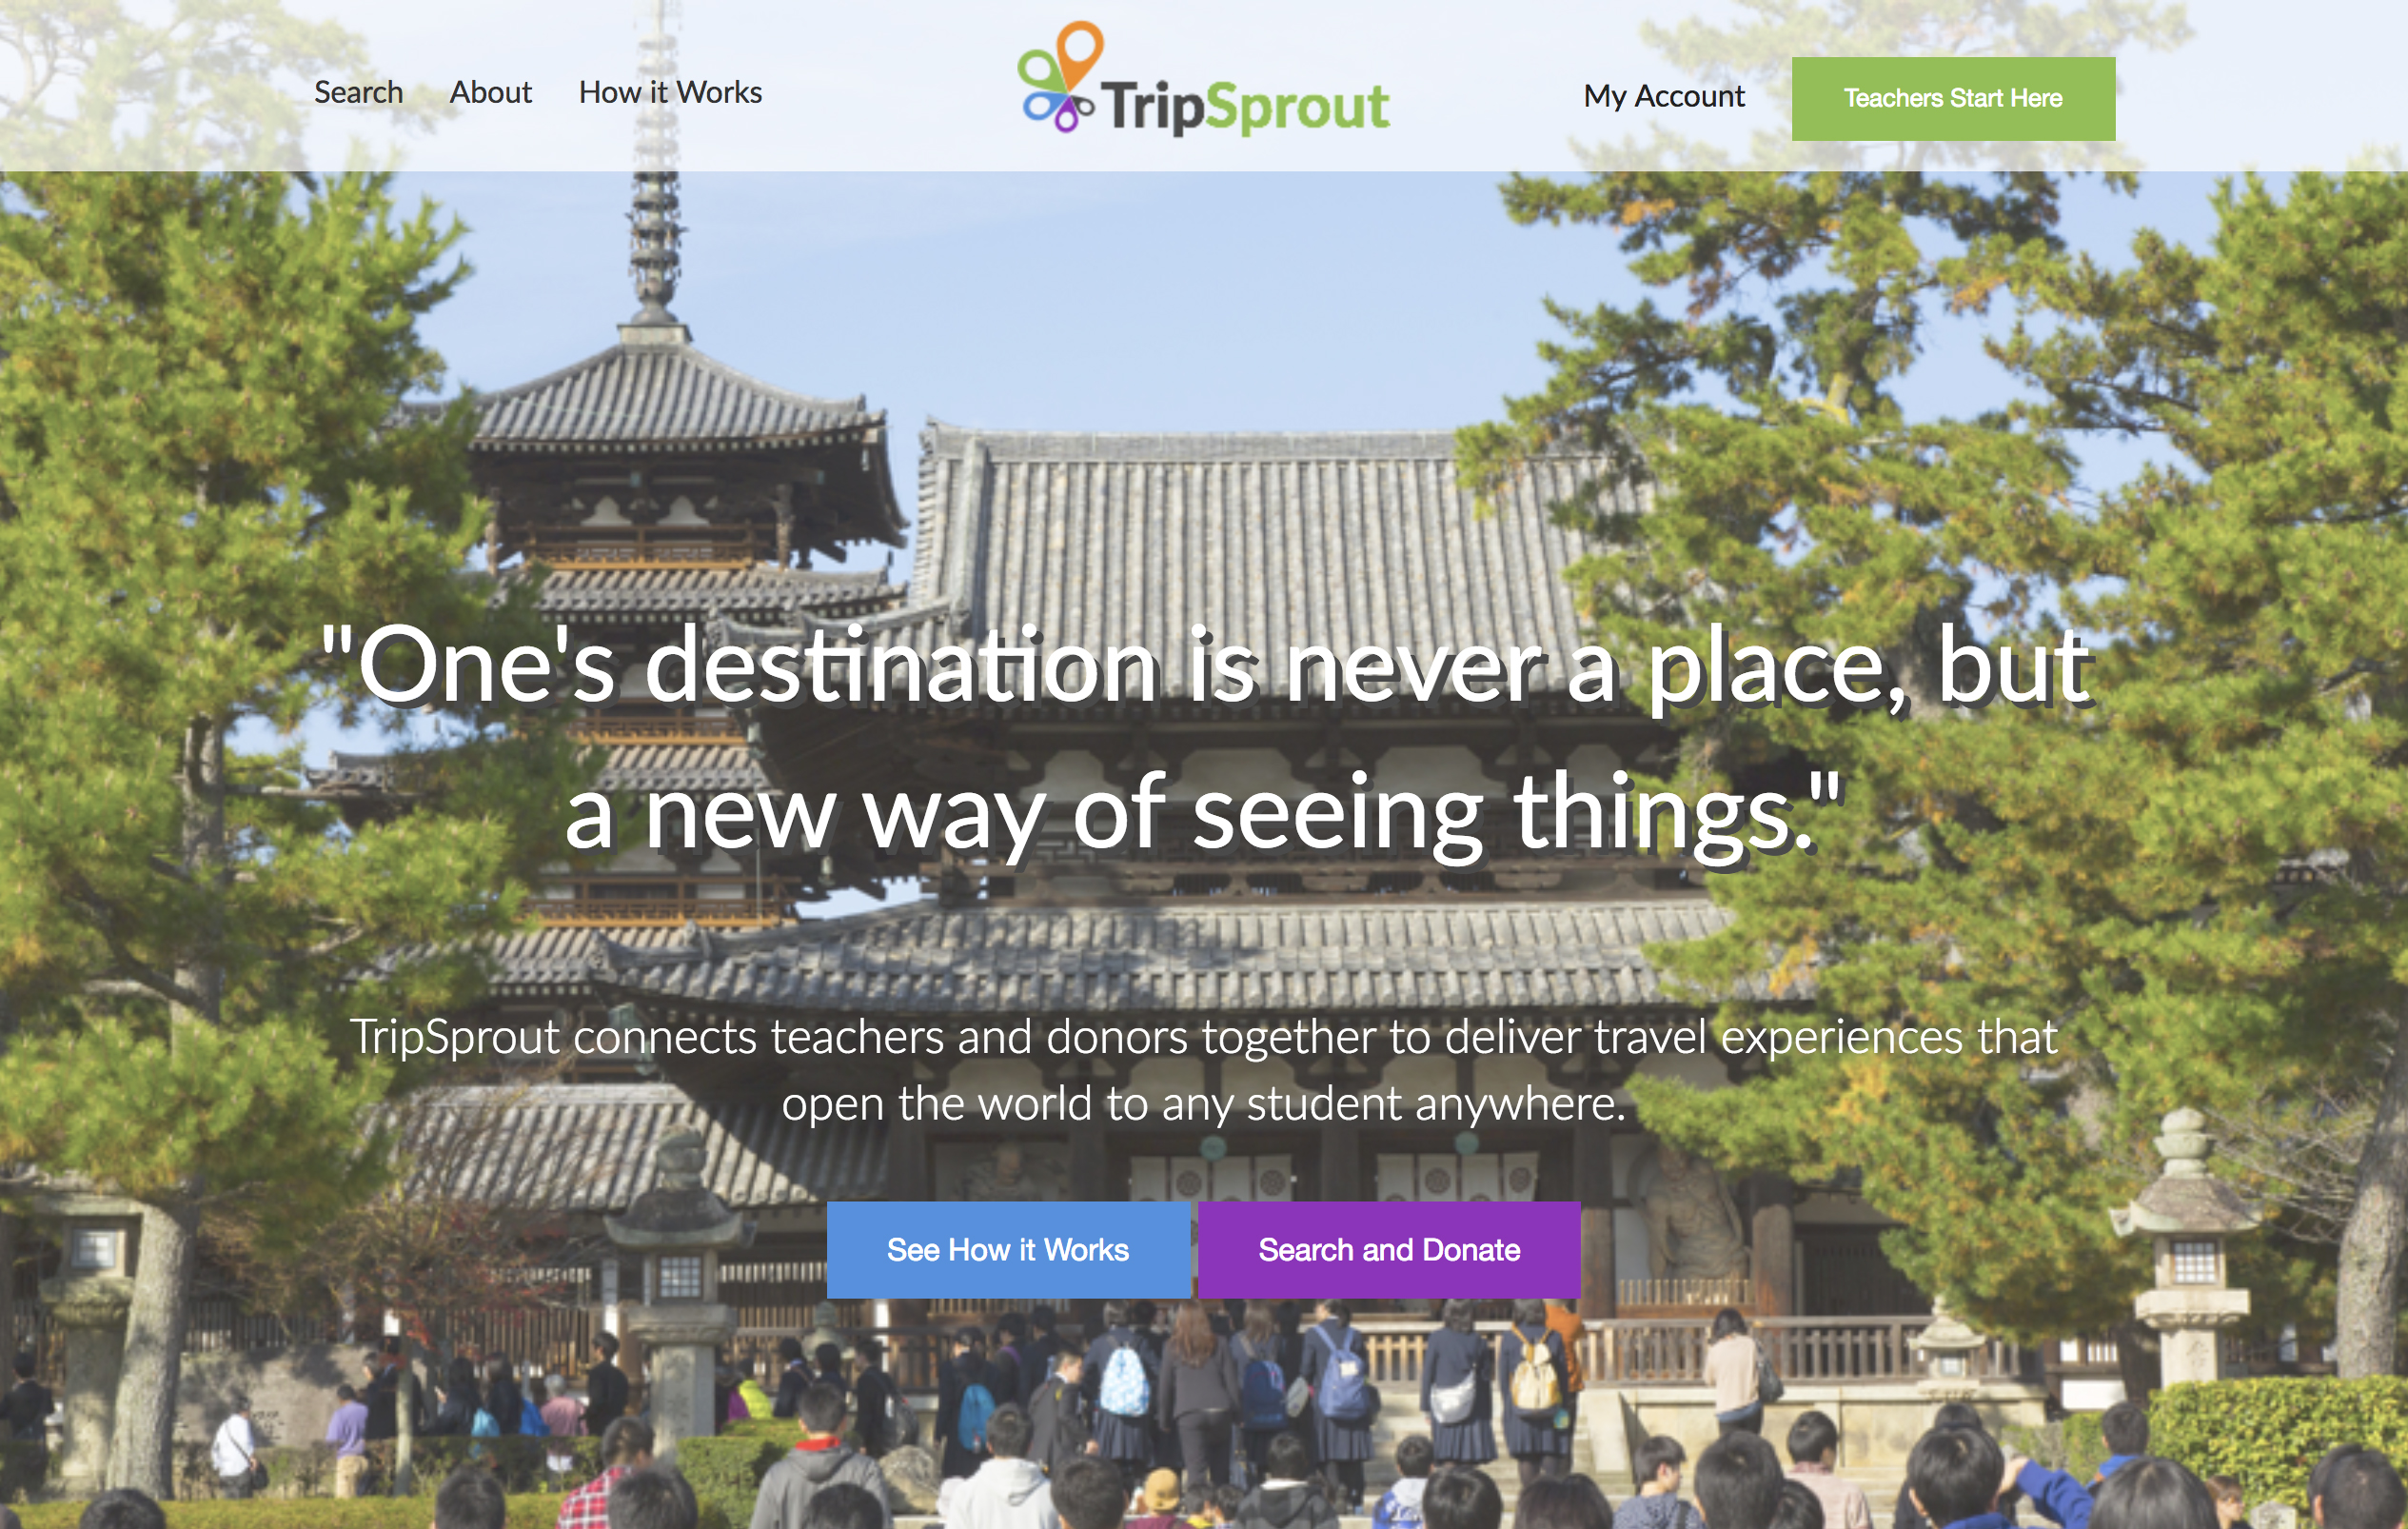 Search About How it Works
TripSprout
My Account
Teachers Start Here
"One's destination is never a place, but
a new way of seeing things."
TripSprout connects teachers and donors together to deliver travel experiences that
open the world to any student anywhere.
See How it Works
Search and Donate